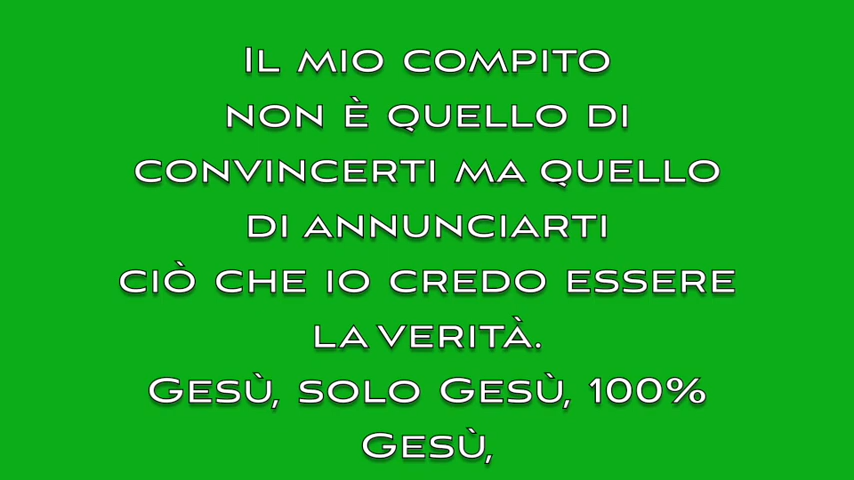 Il mio compito
non è quello di
convincerti ma quello
di annunciarti
ciò che io credo essere
la verità.
Gesù, solo Gesù, 100%
Gesù,